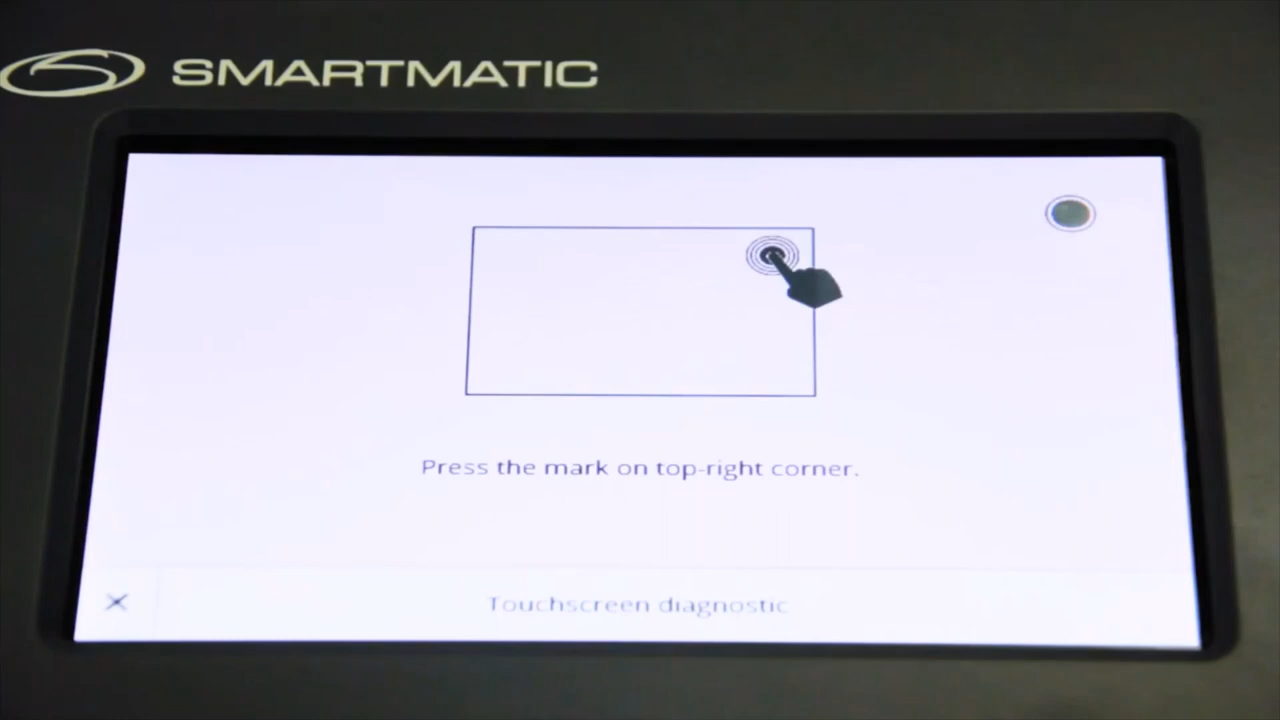 SMARTMATIC
Press the mark on top-right corner.
Touchscreen diagnostic